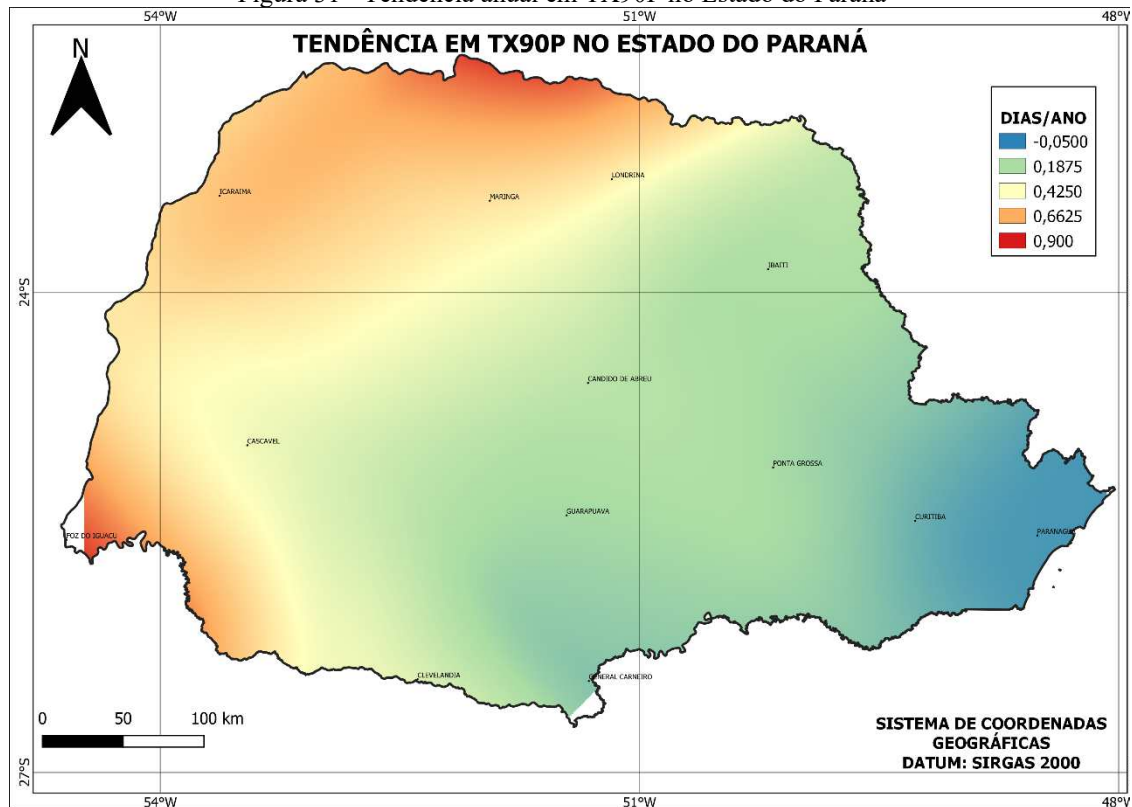 Figura 31 - Tendência anual em TX90P no Estado do Paraná
54°W
51°W
48°W
TENDÊNCIA EM TX90P NO ESTADO DO PARANÁ
N
DIAS/ANO
-0,0500
0,1875
0,4250
0,6625
0,900
LONDRINA
ICARAIMA
MARINGA
IBAITI
24°S
CANDIDO DE ABREU
CASCAVEL
PONTA GROSSA
GUARAPUAVA
CURITIBA
FOZ DO IGUACU
PARANAGUA
CLEVELANDIA
GENERAL CARNEIRO
0 50 100 km
SISTEMA DE COORDENADAS
GEOGRÁFICAS
DATUM: SIRGAS 2000
27°S
54°W
51°W
48°W